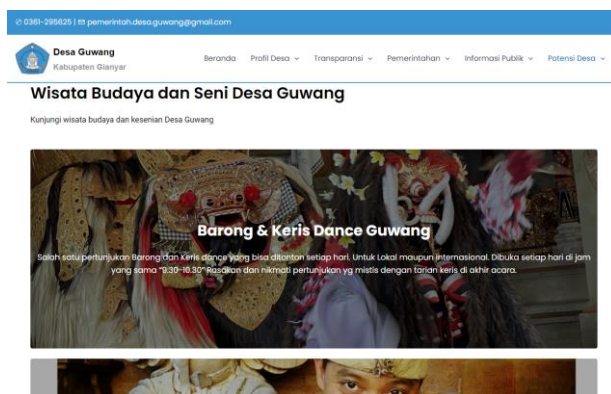 ✆ 0361-295625 | ✉ pemerintah.desa.guwang@gmail.com
Desa Guwang
Kabupaten Gianyar
Beranda Profil Desa Transparansi Pemerintahan Informasi Publik Potensi Desa
Wisata Budaya dan Seni Desa Guwang
Kunjungi wisata budaya dan kesenian Desa Guwang
Barong & Keris Dance Guwang
Salah satu pertunjukan Barong dan Keris dance yang bisa ditonton setiap hari. Untuk Lokal maupun internasional. Dibuka setiap hari di jam
yang sama "9.30-10.30" Rasakan dan nikmati pertunjukan yg mistis dengan tarian keris di akhir acara.